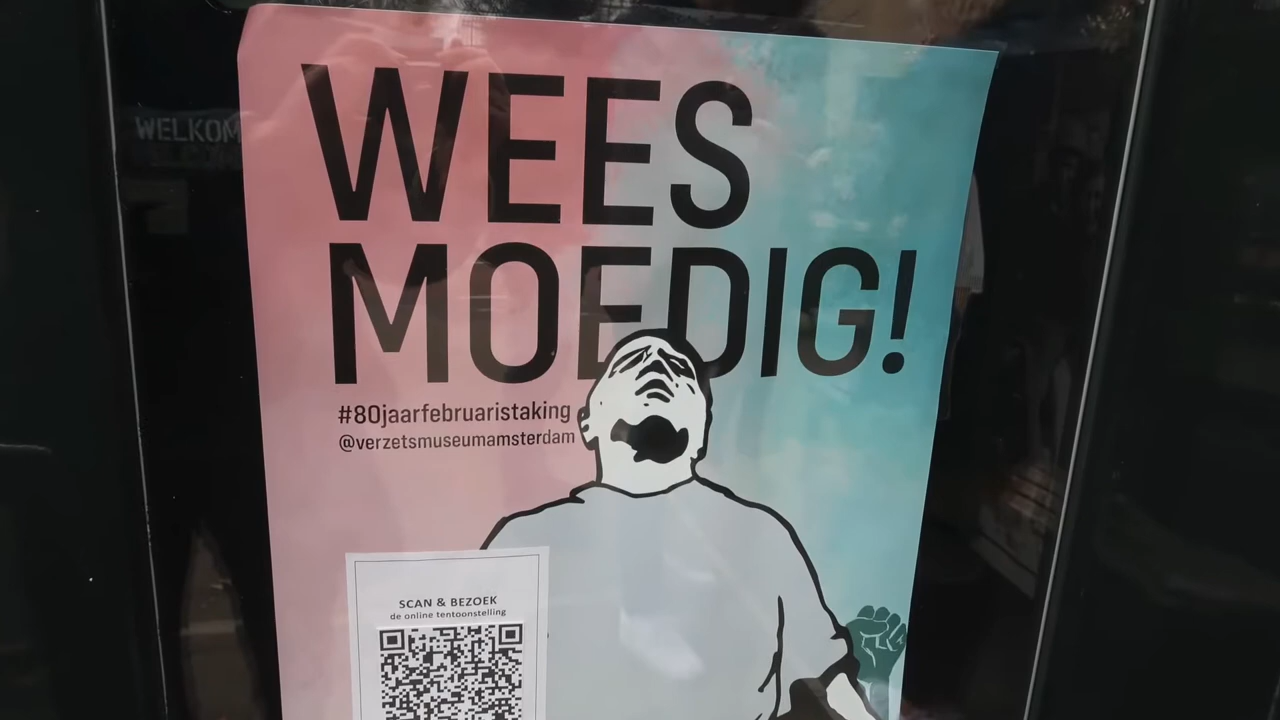 WELKOM
WEES
MOEDIG!
#80jaarfebruaristaking
@verzetsmuseumamsterdam
SCAN & BEZOEK
de online tentoonstelling